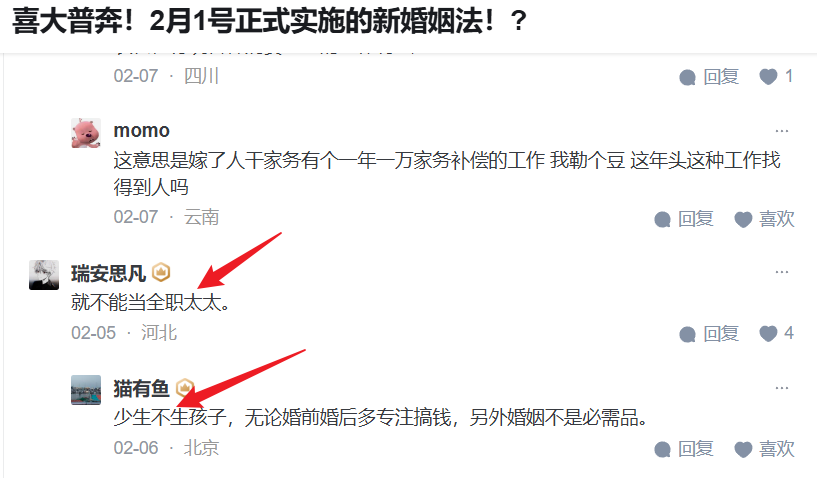 喜大普奔！2月1号正式实施的新婚姻法！?
02-07 · 四川
回复
1
momo
...
这意思是嫁了人干家务有个一年一万家务补偿的工作 我勒个豆 这年头这种工作找
得到人吗
02-07 · 云南
回复
喜欢
瑞安思凡
...
就不能当全职太太。
02-05 · 河北
回复
4
猫有鱼
...
少生不生孩子，无论婚前婚后多专注搞钱，另外婚姻不是必需品。
02-06 · 北京
回复
喜欢